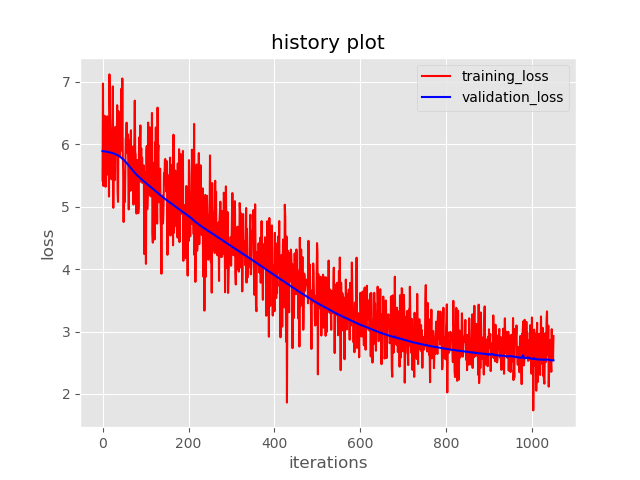 history plot
training_loss
validation_loss
7
6
5
4
3
2
loss
0 200 400 600 800 1000
iterations